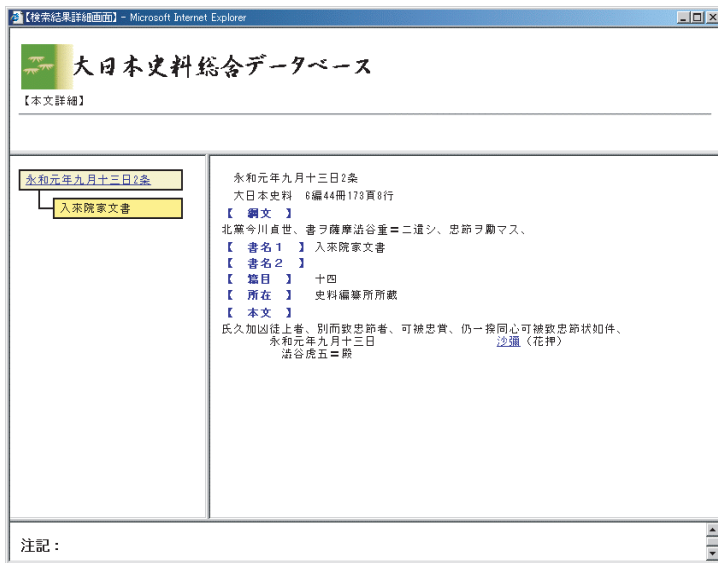 【検索結果詳細画面】 - Microsoft Internet Explorer
大日本史料総合データベース
【本文詳細】
永和元年九月十三日2条
入來院家文書
永和元年九月十三日2条
大日本史料　6編44冊173頁8行
【　綱文　】
北黨今川貞世、書ヲ薩摩澁谷重〓ニ遣シ、忠節ヲ勵マス、
【　書名1　】 入來院家文書
【　書名2　】
【　篇目　】　十四
【　所在　】　史料編纂所所藏
【　本文　】
氏久加凶徒上者、別而致忠節者、可被忠賞、仍一揆同心可被致忠節状如件、
永和元年九月十三日　沙彌（花押）
澁谷虎五〓殿
注記：